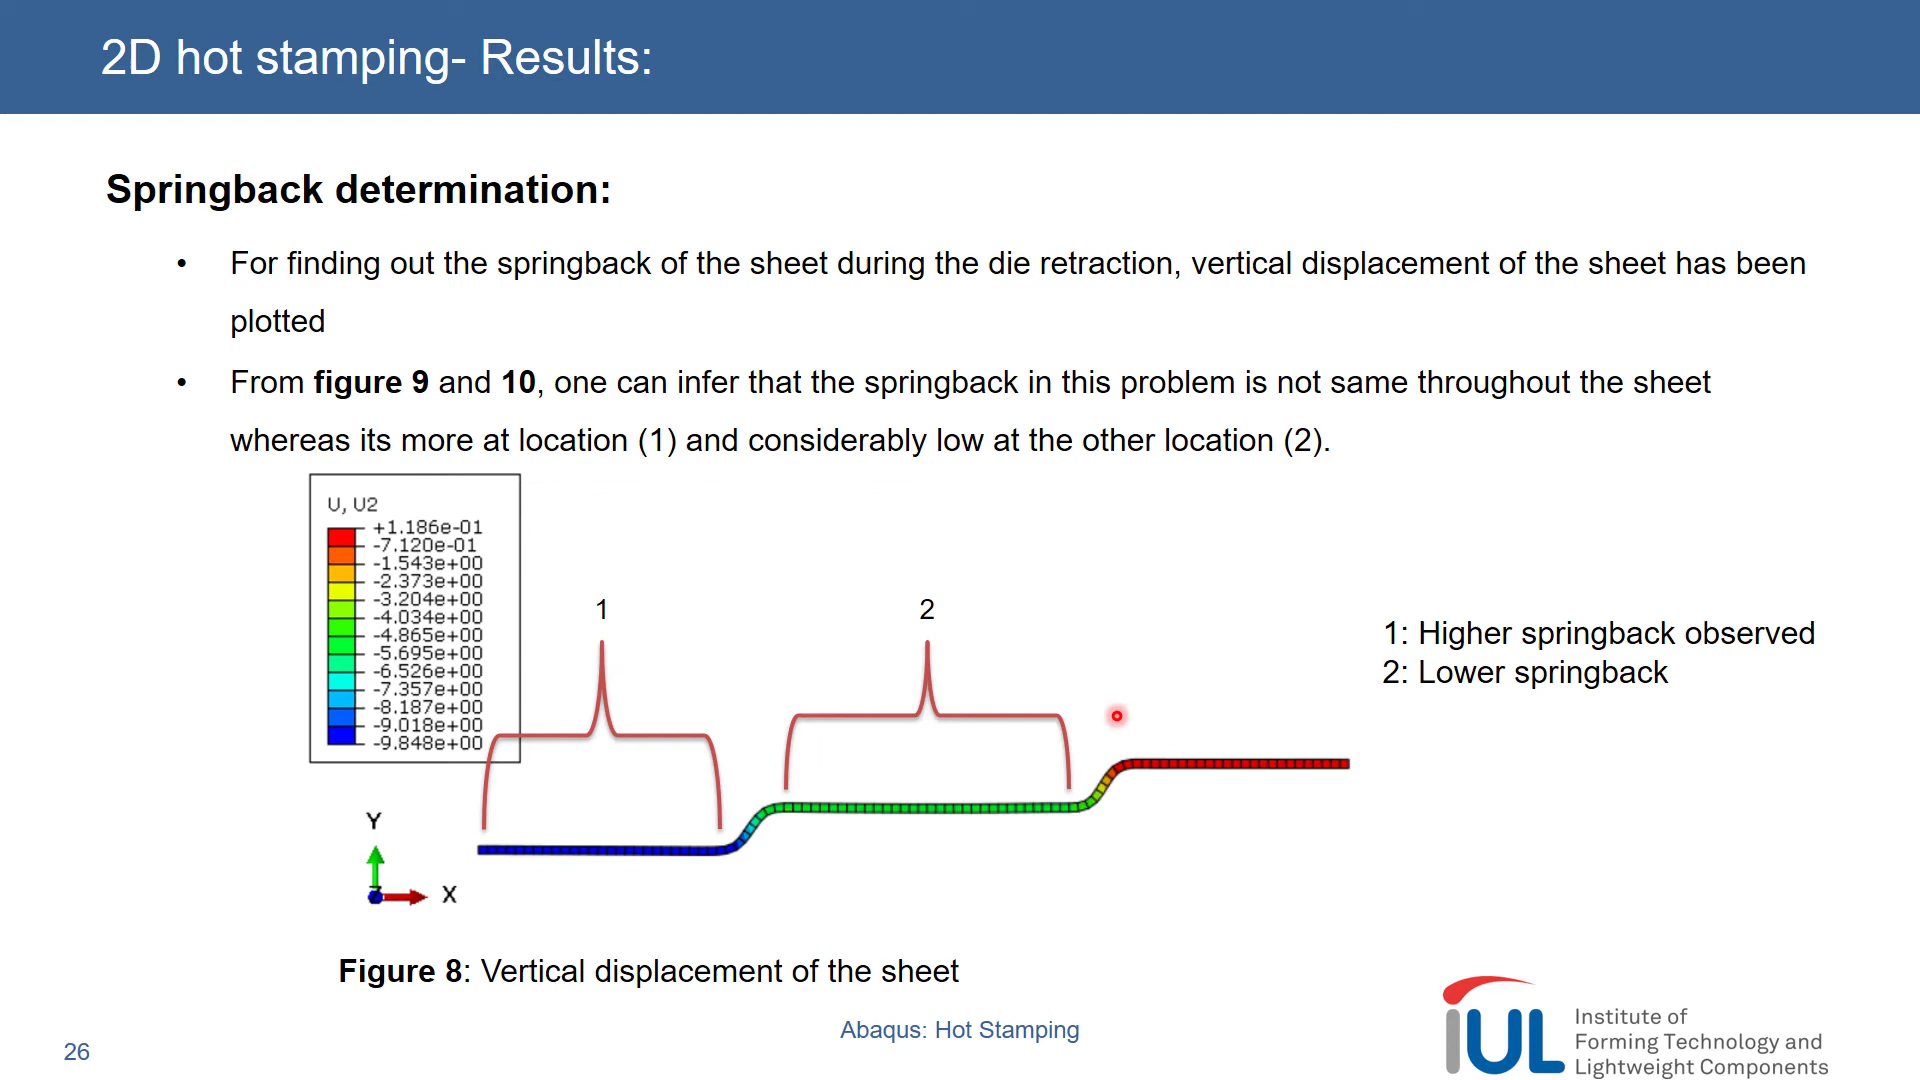 2D hot stamping- Results:
Springback determination:
• For finding out the springback of the sheet during the die retraction, vertical displacement of the sheet has been
plotted
• From figure 9 and 10, one can infer that the springback in this problem is not same throughout the sheet
whereas its more at location (1) and considerably low at the other location (2).
U, U2
+1.186e-01
-7.120e-01
-1.543e+00
-2.373e+00
-3.204e+00
-4.034e+00
-4.865e+00
-5.695e+00
-6.526e+00
-7.357e+00
-8.187e+00
-9.018e+00
-9.848e+00
1
2
1: Higher springback observed
2: Lower springback
Y
Z
X
Figure 8: Vertical displacement of the sheet
Abaqus: Hot Stamping
26
IUL
Institute of
Forming Technology and
Lightweight Components